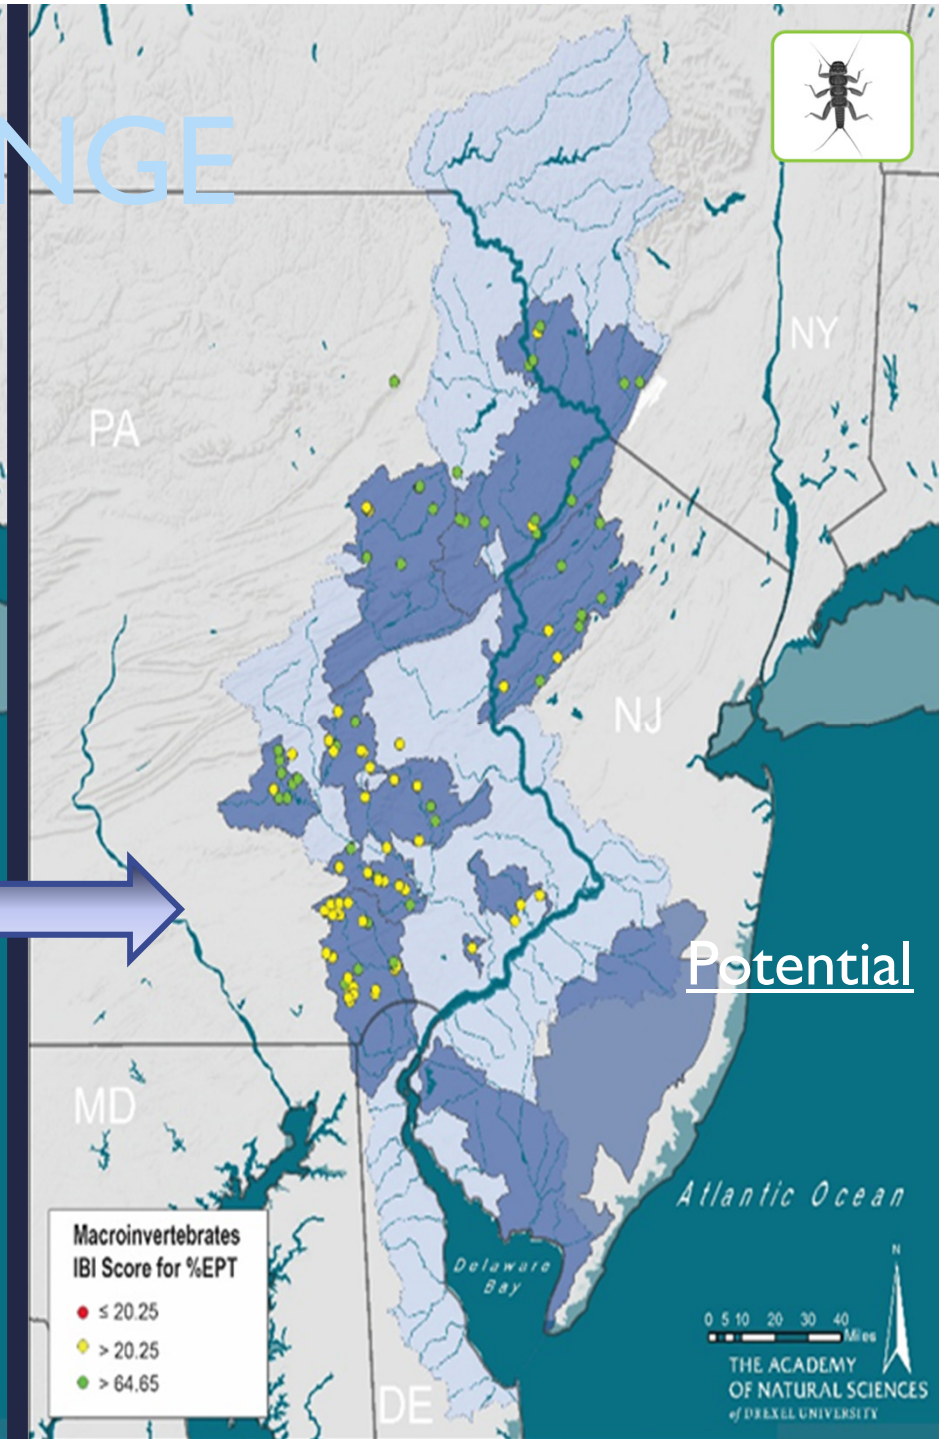 NGE
NY
PA
NJ
Potential
MD
Atlantic Ocean
Delaware
Bay
DE
Macroinvertebrates
IBI Score for %EPT
≤ 20.25
> 20.25
> 64.65
N
0 5 10 20 30 40
Miles
THE ACADEMY
OF NATURAL SCIENCES
of DREXEL UNIVERSITY